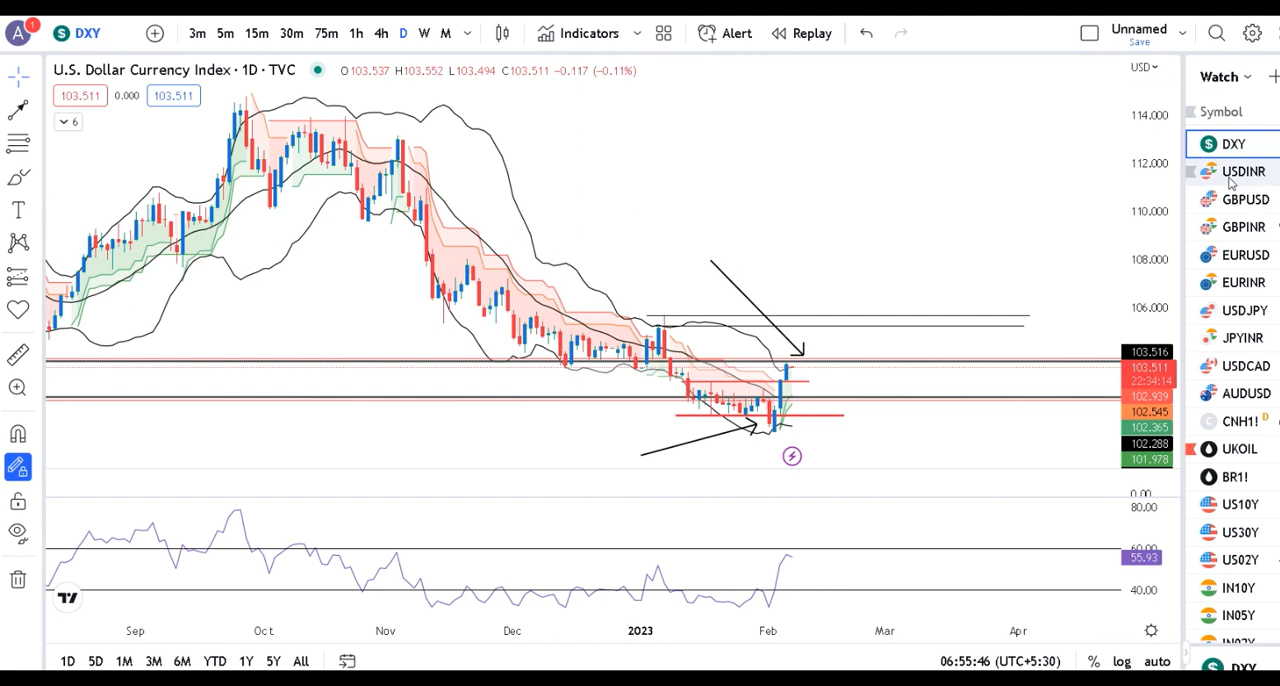 A 1 $ DXY 3m 5m 15m 30m 75m 1h 4h D W M Indicators Alert Replay Unnamed
Save
U.S. Dollar Currency Index · 1D · TVC O103.537 H103.552 L103.494 C103.511 -0.117 (-0.11%) USD
103.511 0.000 103.511
6
114.000
112.000
110.000
108.000
106.000
103.516
103.511
22:34:14
102.939
102.545
102.365
102.288
101.978
0.00
80.00
60.00
55.93
40.00
Sep Oct Nov Dec 2023 Feb Mar Apr
1D 5D 1M 3M 6M YTD 1Y 5Y All 06:55:46 (UTC+5:30) % log auto
Watch
Symbol
$ DXY
USDINR
GBPUSD
GBPINR
EURUSD
EURINR
USDJPY
JPYINR
USDCAD
AUDUSD
C CNH1! D
UKOIL
BR1!
US10Y
US30Y
US02Y
IN10Y
IN05Y
DXY